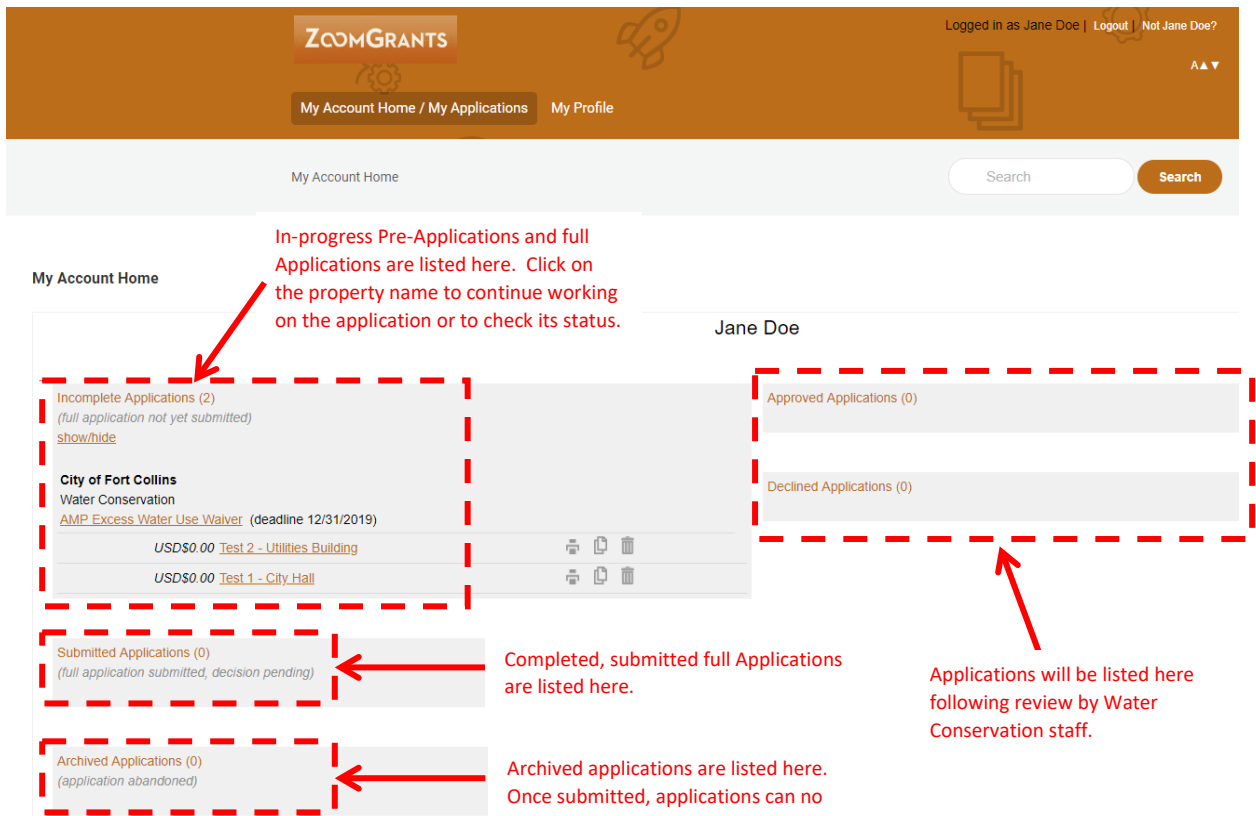 ZOOMGRANTS
Logged in as Jane Doe | Logout | Not Jane Doe?
A▲▼
My Account Home / My Applications My Profile
My Account Home
Search
Search
In-progress Pre-Applications and full
Applications are listed here. Click on
the property name to continue working
on the application or to check its status.
My Account Home
Jane Doe
Incomplete Applications (2)
(full application not yet submitted)
show/hide
City of Fort Collins
Water Conservation
AMP Excess Water Use Waiver (deadline 12/31/2019)
USD$0.00 Test 2 - Utilities Building
USD$0.00 Test 1 - City Hall
Approved Applications (0)
Declined Applications (0)
Submitted Applications (0)
(full application submitted, decision pending)
Completed, submitted full Applications
are listed here.
Applications will be listed here
following review by Water
Conservation staff.
Archived Applications (0)
(application abandoned)
Archived applications are listed here.
Once submitted, applications can no